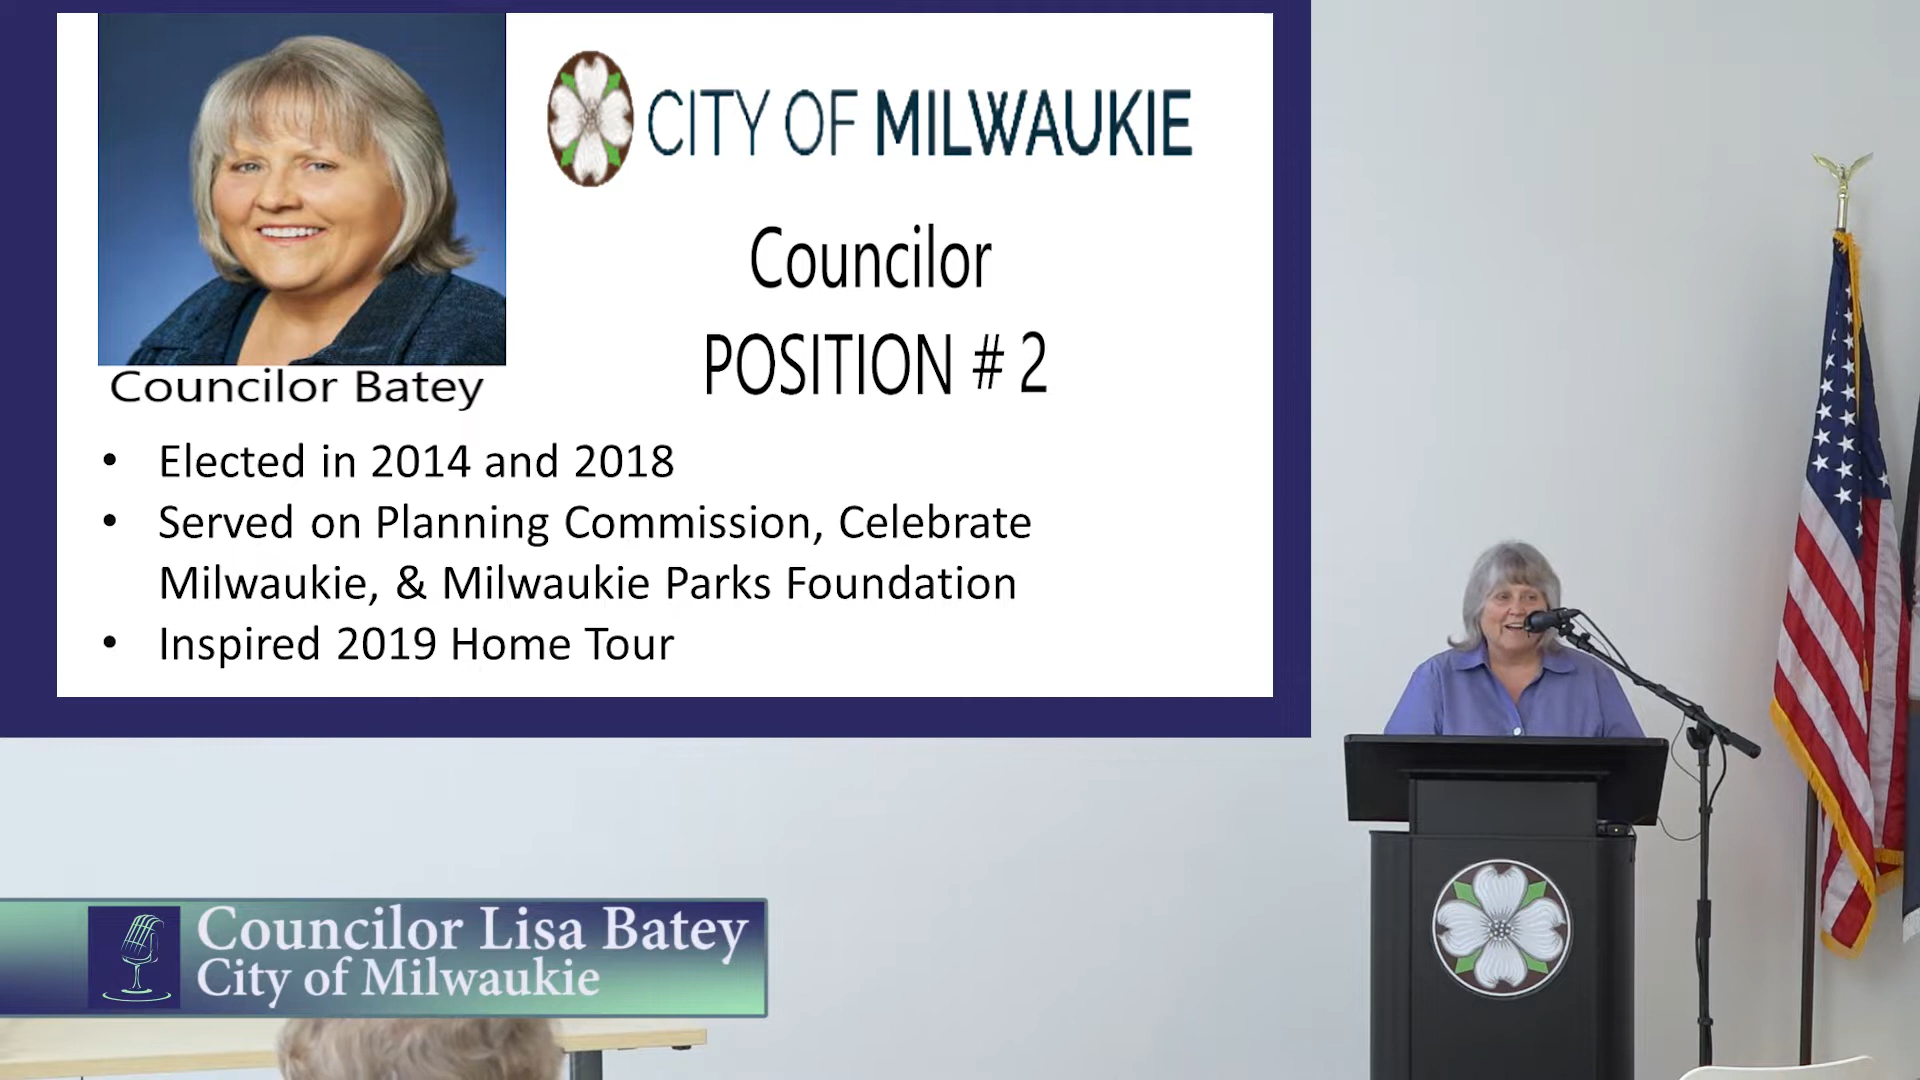 CITY OF MILWAUKIE
Councilor
POSITION # 2
Councilor Batey
• Elected in 2014 and 2018
• Served on Planning Commission, Celebrate
Milwaukie, & Milwaukie Parks Foundation
• Inspired 2019 Home Tour
Councilor Lisa Batey
City of Milwaukie